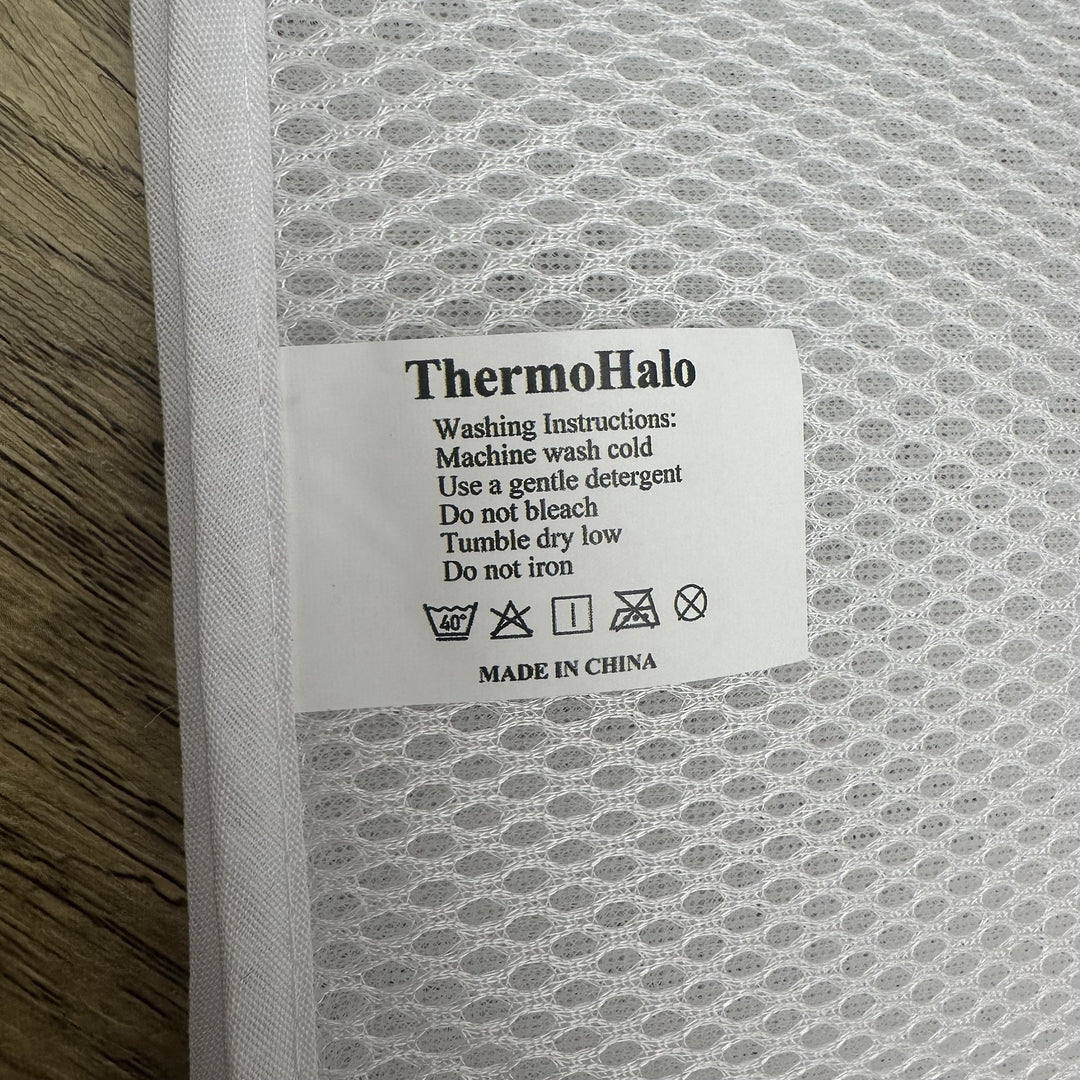 ThermoHalo
Washing Instructions:
Machine wash cold
Use a gentle detergent
Do not bleach
Tumble dry low
Do not iron
40°
MADE IN CHINA